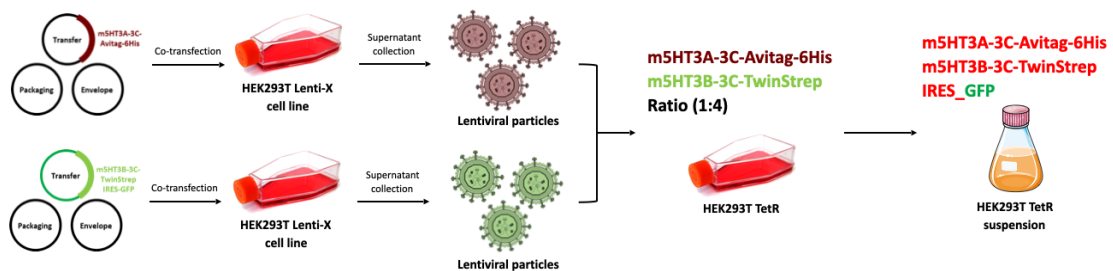 Transfer
m5HT3A-3C-
Avitag-6His
Packaging
Envelope
Co-transfection
HEK293T Lenti-X
cell line
Supernatant
collection
Lentiviral particles
Transfer
m5HT3B-3C-
TwinStrep
IRES-GFP
Packaging
Envelope
Co-transfection
HEK293T Lenti-X
cell line
Supernatant
collection
Lentiviral particles
m5HT3A-3C-Avitag-6His
m5HT3B-3C-TwinStrep
Ratio (1:4)
HEK293T TetR
m5HT3A-3C-Avitag-6His
m5HT3B-3C-TwinStrep
IRES_GFP
HEK293T TetR
suspension